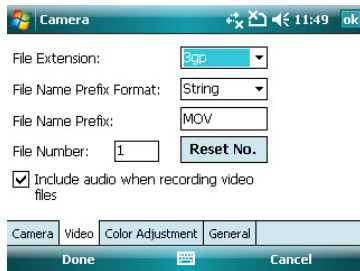 Camera 11:49 ok
File Extension: 3gp
File Name Prefix Format: String
File Name Prefix: MOV
File Number: 1 Reset No.
Include audio when recording video
files
Camera Video Color Adjustment General
Done Cancel